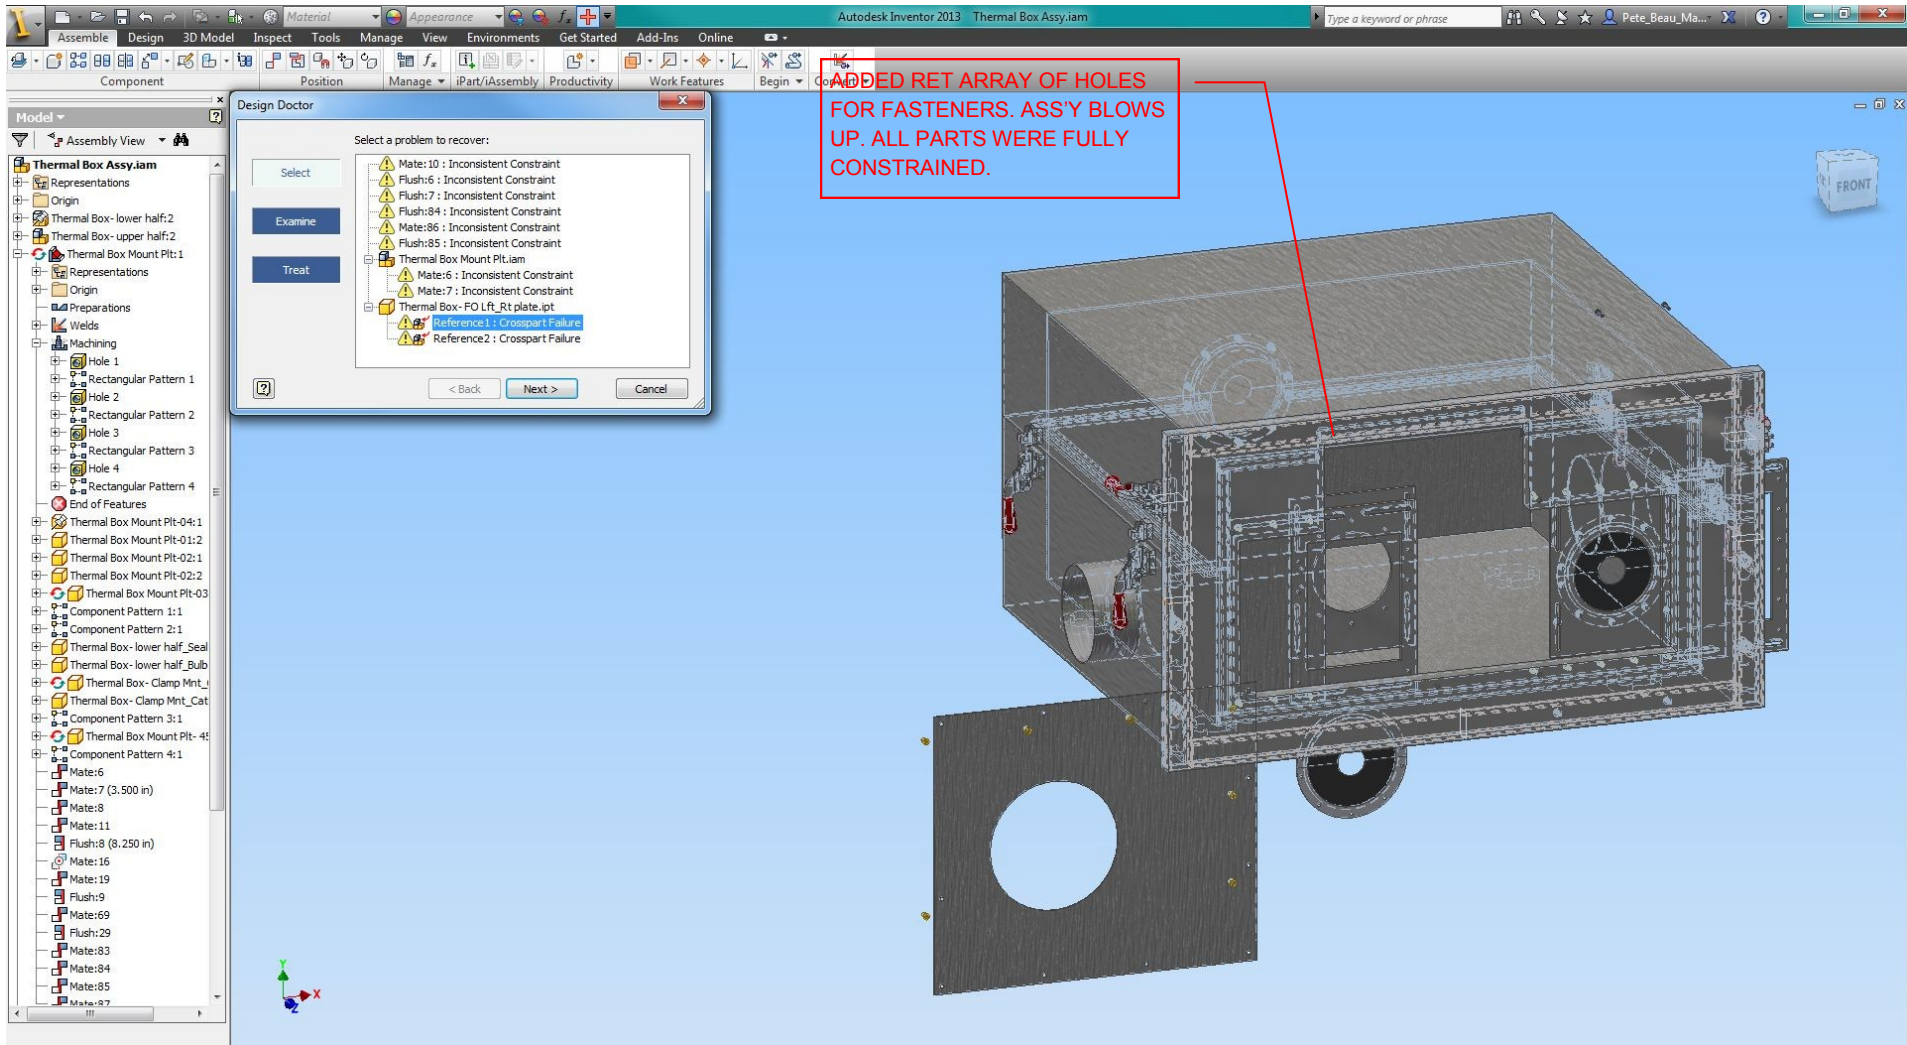 Material
Appearance
Autodesk Inventor 2013 Thermal Box Assy.iam
Type a keyword or phrase
Pete_Beau_Ma...
Assemble Design 3D Model Inspect Tools Manage View Environments Get Started Add-Ins Online
Component Position Manage iPart/iAssembly Productivity Work Features Begin Convert
ADDED RET ARRAY OF HOLES
FOR FASTENERS. ASS'Y BLOWS
UP. ALL PARTS WERE FULLY
CONSTRAINED.
FRONT
Model
Assembly View
Thermal Box Assy.iam
Representations
Origin
Thermal Box- lower half:2
Thermal Box- upper half:2
Thermal Box Mount Plt:1
Representations
Origin
Preparations
Welds
Machining
Hole 1
Rectangular Pattern 1
Hole 2
Rectangular Pattern 2
Hole 3
Rectangular Pattern 3
Hole 4
Rectangular Pattern 4
End of Features
Thermal Box Mount Plt-04:1
Thermal Box Mount Plt-01:2
Thermal Box Mount Plt-02:1
Thermal Box Mount Plt-02:2
Thermal Box Mount Plt-03
Component Pattern 1:1
Component Pattern 2:1
Thermal Box- lower half_Seal
Thermal Box- lower half_Bulb
Thermal Box- Clamp Mnt_
Thermal Box- Clamp Mnt_Cat
Component Pattern 3:1
Thermal Box Mount Plt- 45
Component Pattern 4:1
Mate:6
Mate:7 (3.500 in)
Mate:8
Mate:11
Flush:8 (8.250 in)
Mate:16
Mate:19
Flush:9
Mate:69
Flush:29
Mate:83
Mate:84
Mate:85
Mate:87
Design Doctor
Select a problem to recover:
Select
Examine
Treat
Mate:10 : Inconsistent Constraint
Flush:6 : Inconsistent Constraint
Flush:7 : Inconsistent Constraint
Flush:84 : Inconsistent Constraint
Mate:86 : Inconsistent Constraint
Flush:85 : Inconsistent Constraint
Thermal Box Mount Plt.iam
Mate:6 : Inconsistent Constraint
Mate:7 : Inconsistent Constraint
Thermal Box- FO Lft_Rt plate.ipt
Reference1 : Crosspart Failure
Reference2 : Crosspart Failure
< Back Next > Cancel
Y
X
Z